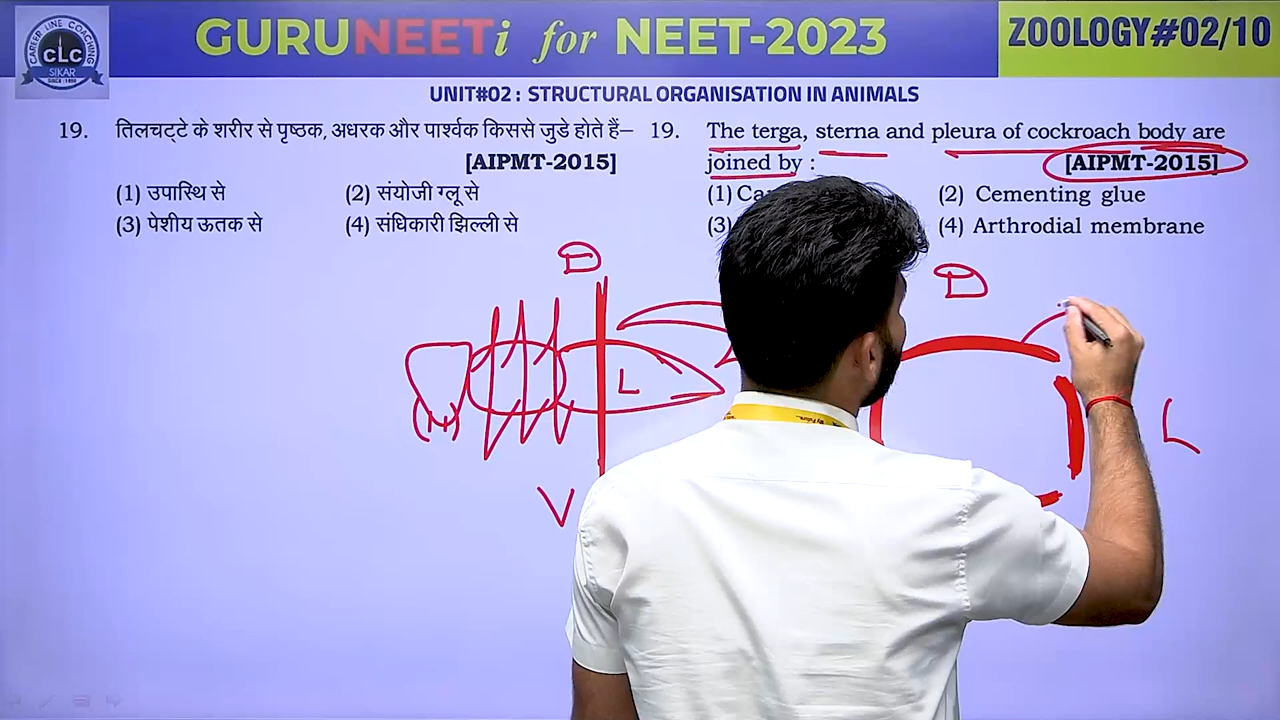 CAREER LINE COACHING
CLC
SIKAR
SINCE 1996
GURUNEETi for NEET-2023
ZOOLOGY#02/10
UNIT#02 : STRUCTURAL ORGANISATION IN ANIMALS
19. तिलचट्टे के शरीर से पृष्ठक, अधरक और पार्श्वक किससे जुडे होते हैं–
[AIPMT-2015]
(1) उपास्थि से (2) संयोजी ग्लू से
(3) पेशीय ऊतक से (4) संधिकारी झिल्ली से
19. The terga, sterna and pleura of cockroach body are
joined by : [AIPMT-2015]
(1) Ca (2) Cementing glue
(3) (4) Arthrodial membrane
D
L
V
D
L